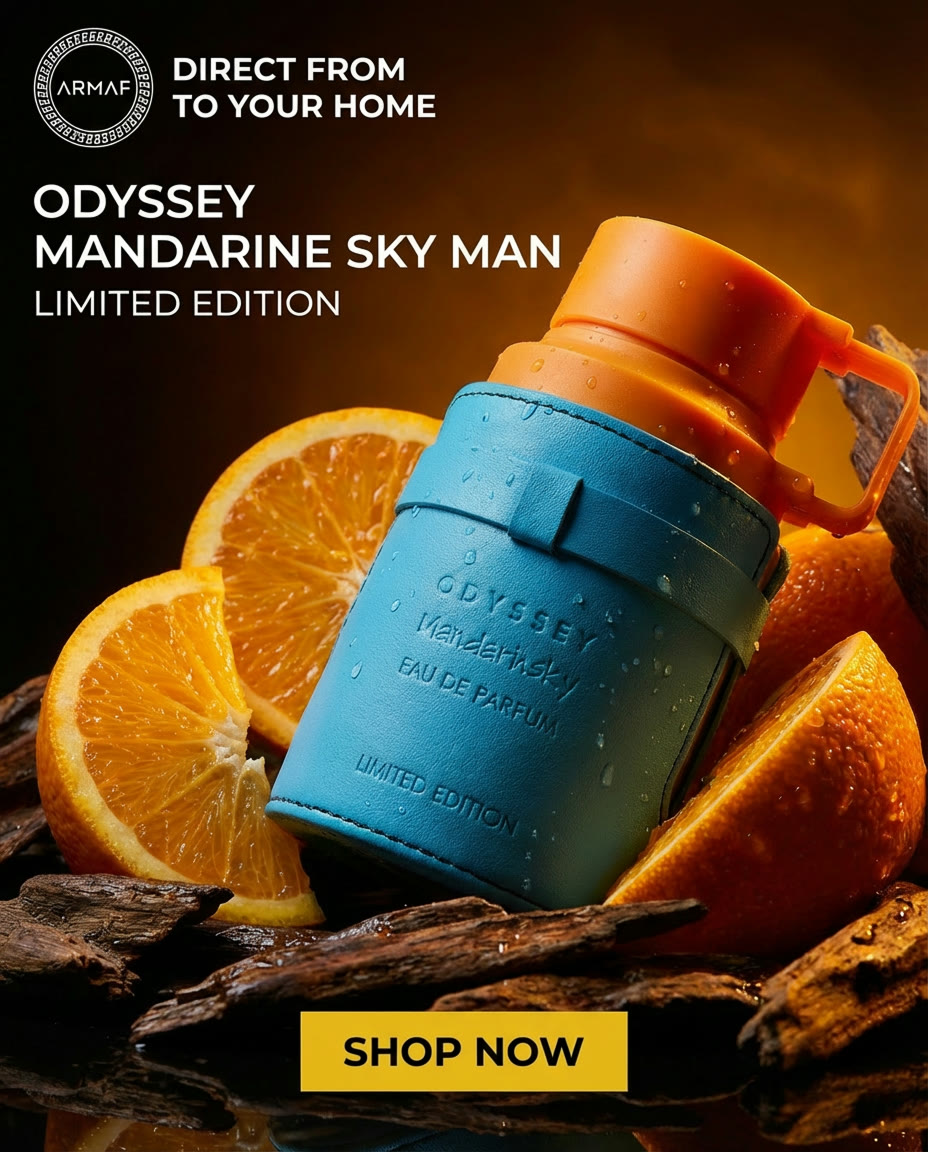 ARMAF
DIRECT FROM
TO YOUR HOME
ODYSSEY
MANDARINE SKY MAN
LIMITED EDITION
ODYSSEY
Mandarinsky
EAU DE PARFUM
LIMITED EDITION
SHOP NOW